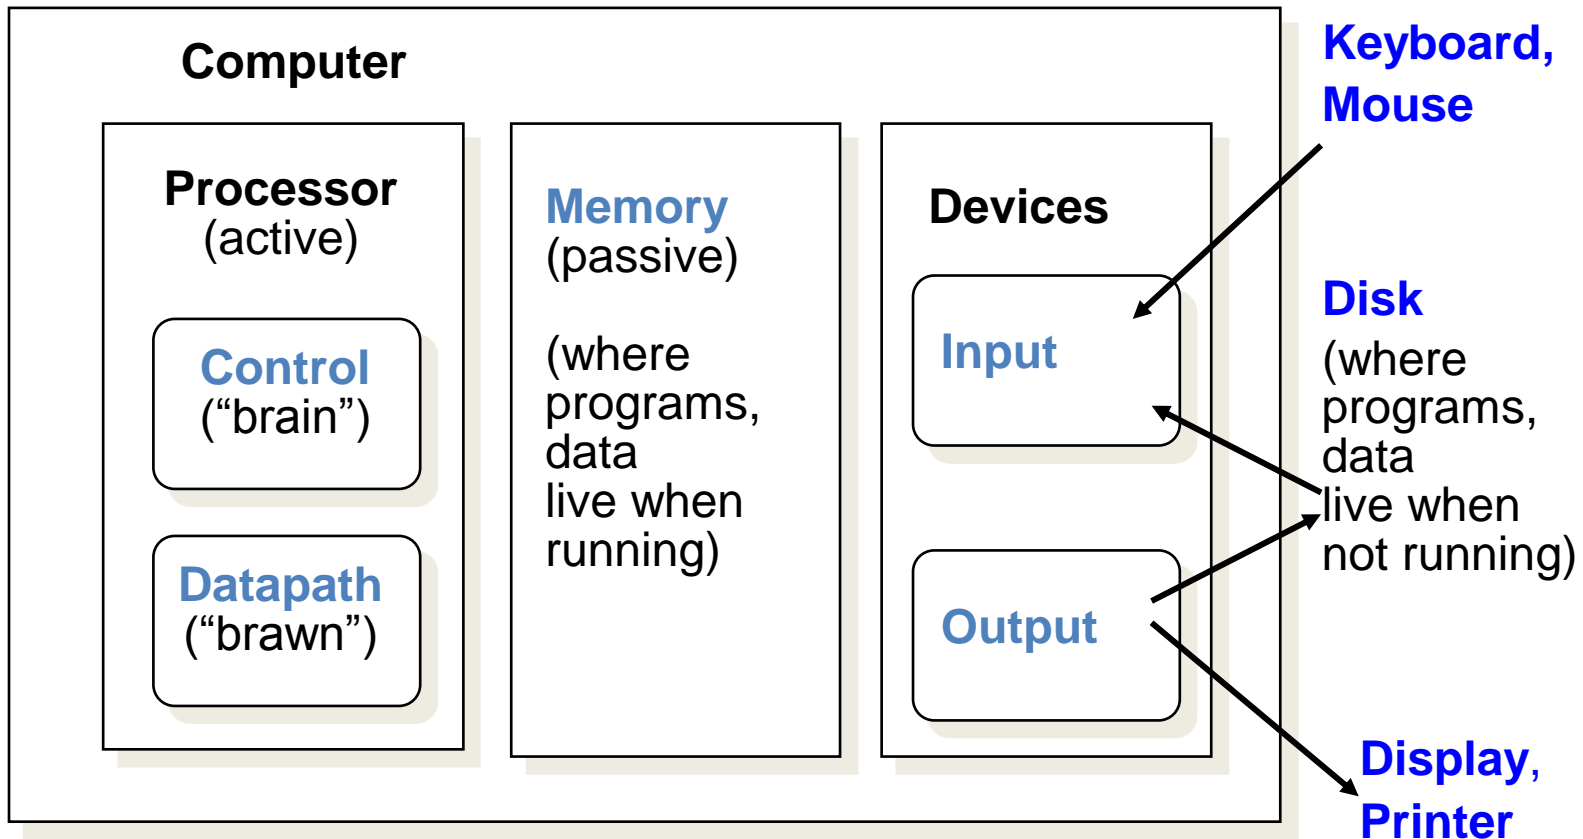 Computer
Processor
(active)
Control
(“brain”)
Datapath
(“brawn”)
Memory
(passive)
(where
programs,
data
live when
running)
Devices
Input
Output
Keyboard,
Mouse
Disk
(where
programs,
data
live when
not running)
Display,
Printer